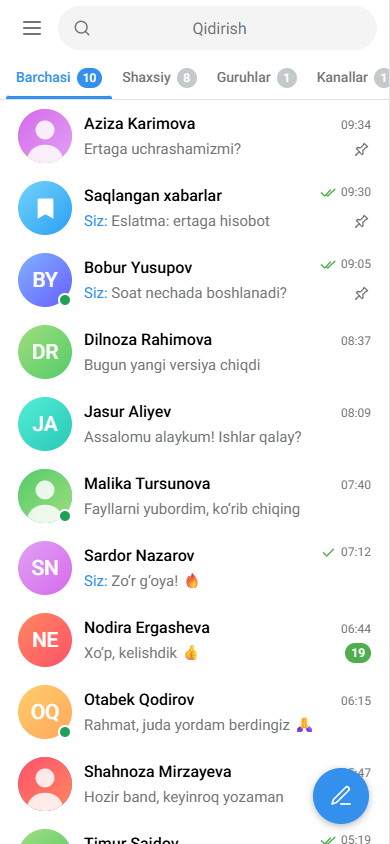 Qidirish
Barchasi 10 Shaxsiy 8 Guruhlar 1 Kanallar
Aziza Karimova 09:34
Ertaga uchrashamizmi?
Saqlangan xabarlar 09:30
Siz: Eslatma: ertaga hisobot
BY Bobur Yusupov 09:05
Siz: Soat nechada boshlanadi?
DR Dilnoza Rahimova 08:37
Bugun yangi versiya chiqdi
JA Jasur Aliyev 08:09
Assalomu alaykum! Ishlar qalay?
Malika Tursunova 07:40
Fayllarni yubordim, ko‘rib chiqing
SN Sardor Nazarov 07:12
Siz: Zo‘r g‘oya! 🔥
NE Nodira Ergasheva 06:44
Xo‘p, kelishdik 👍 19
OQ Otabek Qodirov 06:15
Rahmat, juda yordam berdingiz 🙏
Shahnoza Mirzayeva
Hozir band, keyinroq yozaman
Timur Saidov 05:19